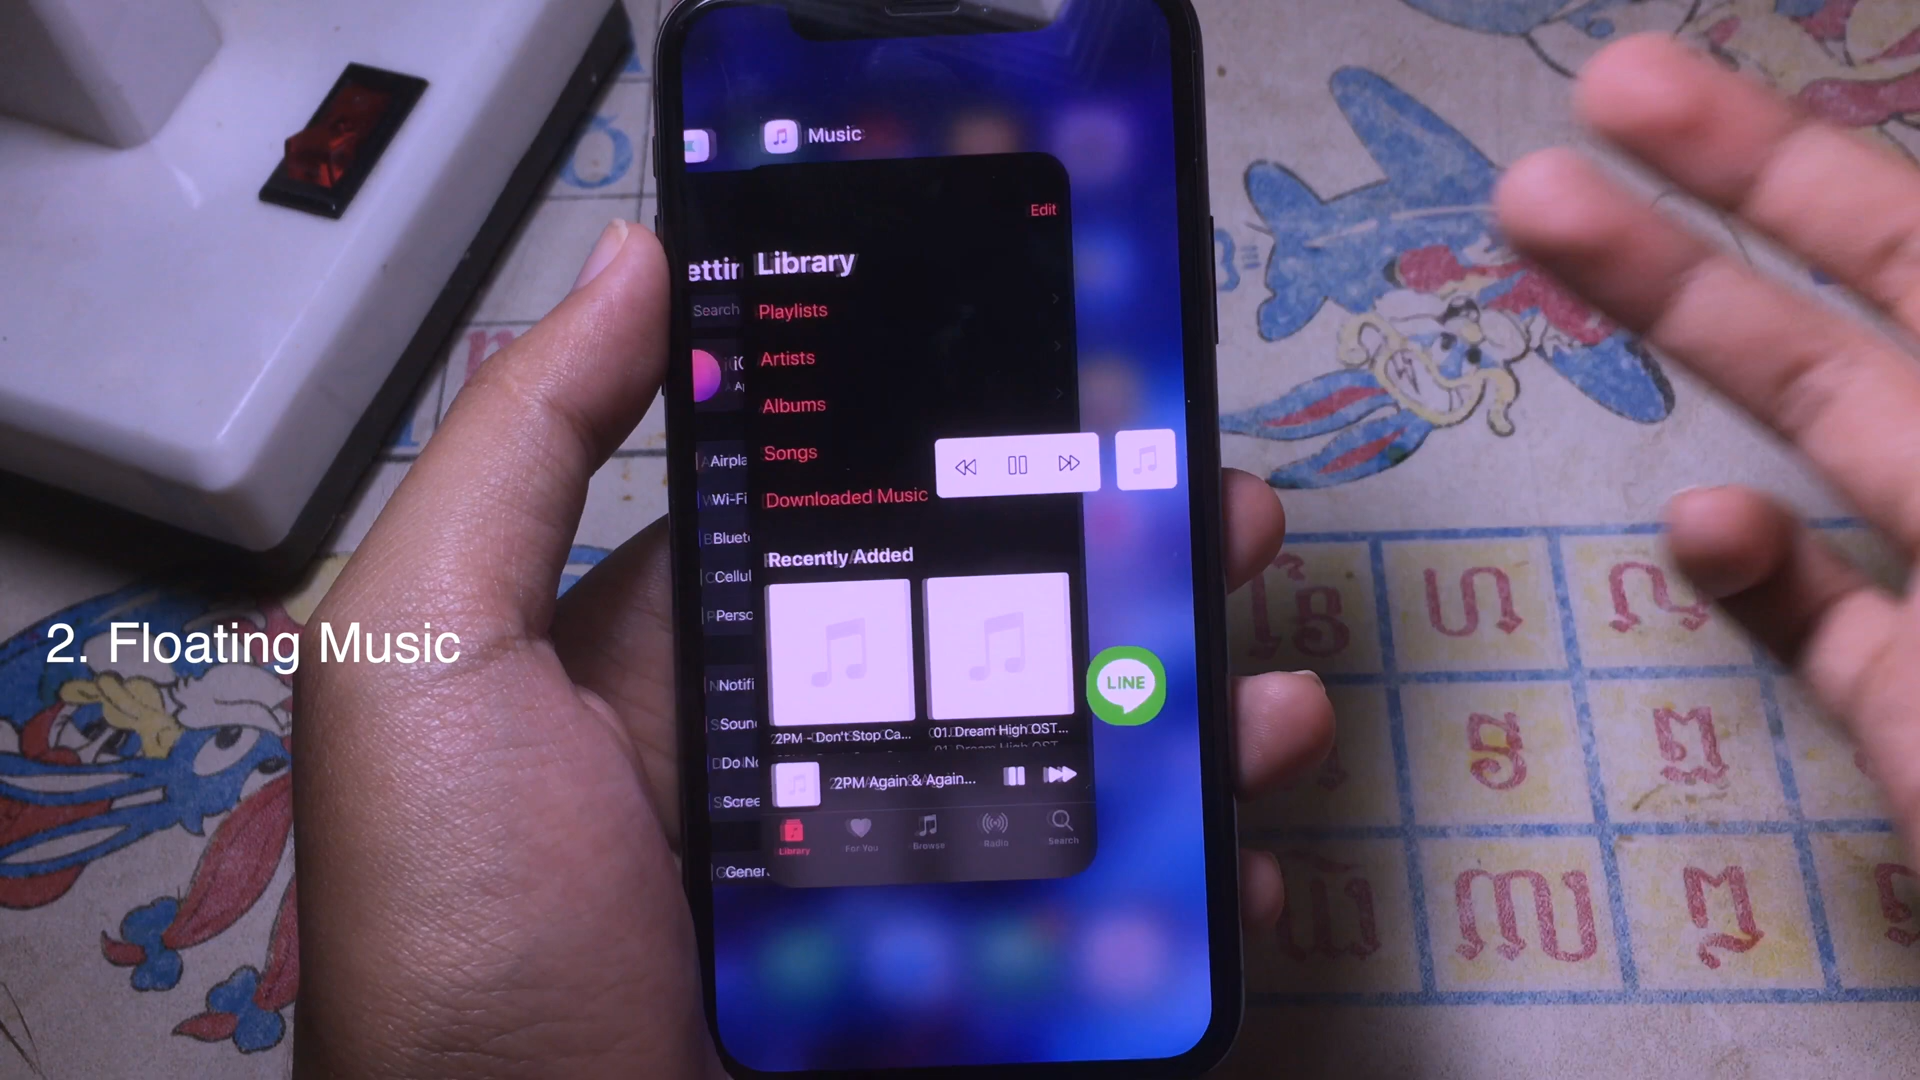 Music
Edit
ettin
Library
Search
Playlists
Artists
Albums
Airpla
Songs
Wi-Fi
Downloaded Music
Bluet
Recently Added
Cellul
Perso
2. Floating Music
Notifi
LINE
Soun
2PM - Don't Stop Ca...
01 Dream High OST...
Do No
2PM Again & Again...
Scree
Library
For You
Browse
Radio
Search
Gener